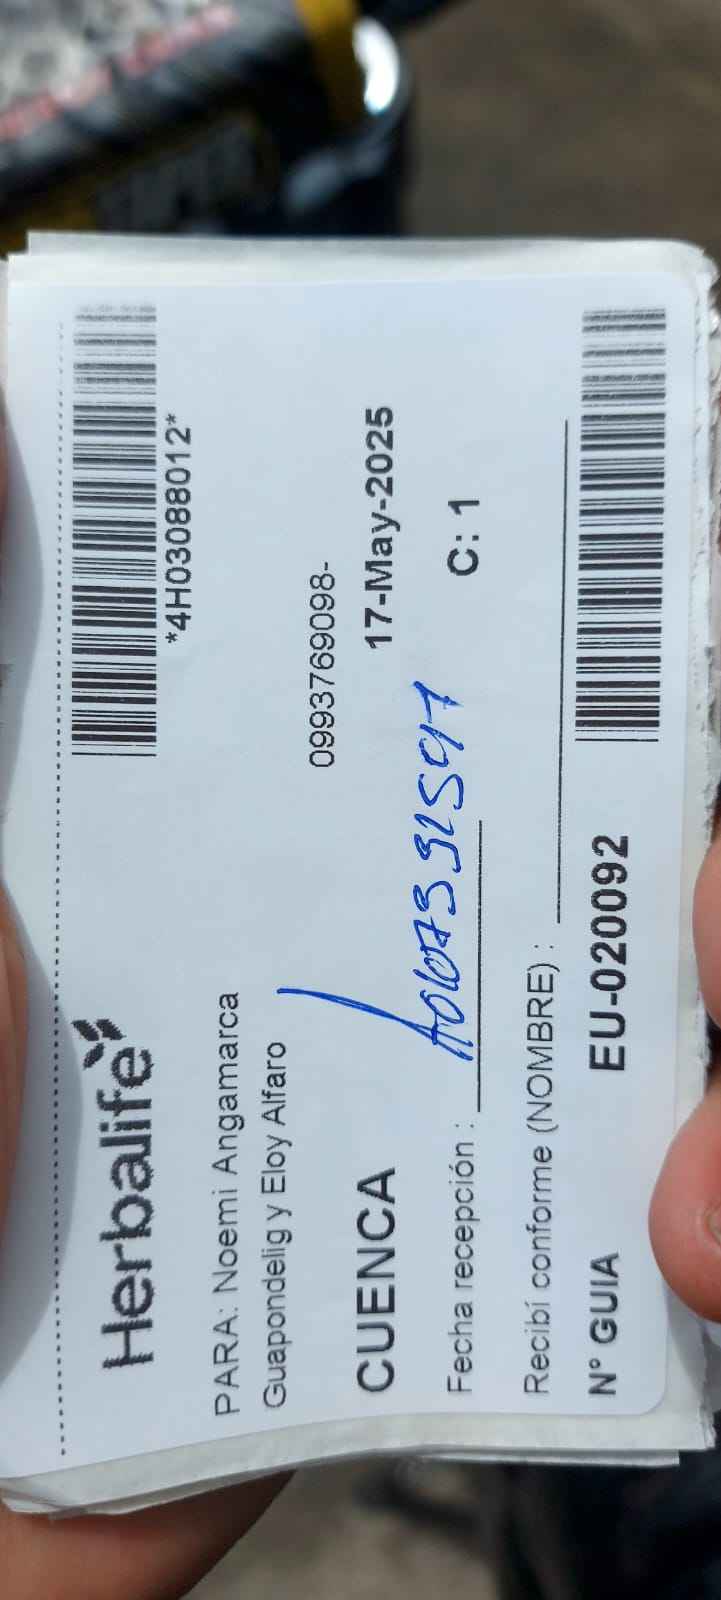 *4H03088012*
Herbalife
PARA: Noemi Angamarca
Guapondelig y Eloy Alfaro
0993769098-
CUENCA
17-May-2025
Fecha recepción :
C: 1
Recibí conforme (NOMBRE) :
N° GUIA EU-020092